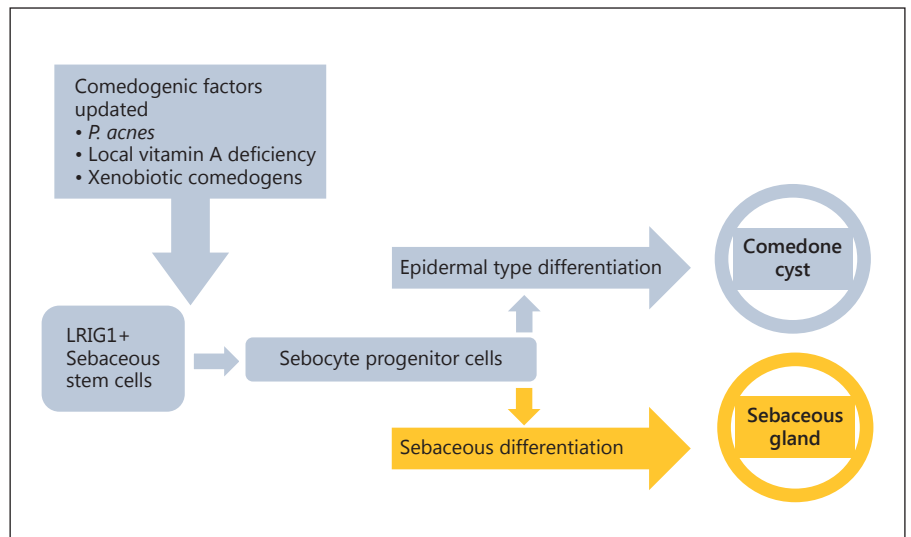 Comedogenic factors
updated
• P. acnes
• Local vitamin A deficiency
• Xenobiotic comedogens
Epidermal type differentiation
Comedone
cyst
LRIG1+
Sebaceous
stem cells
Sebocyte progenitor cells
Sebaceous differentiation
Sebaceous
gland